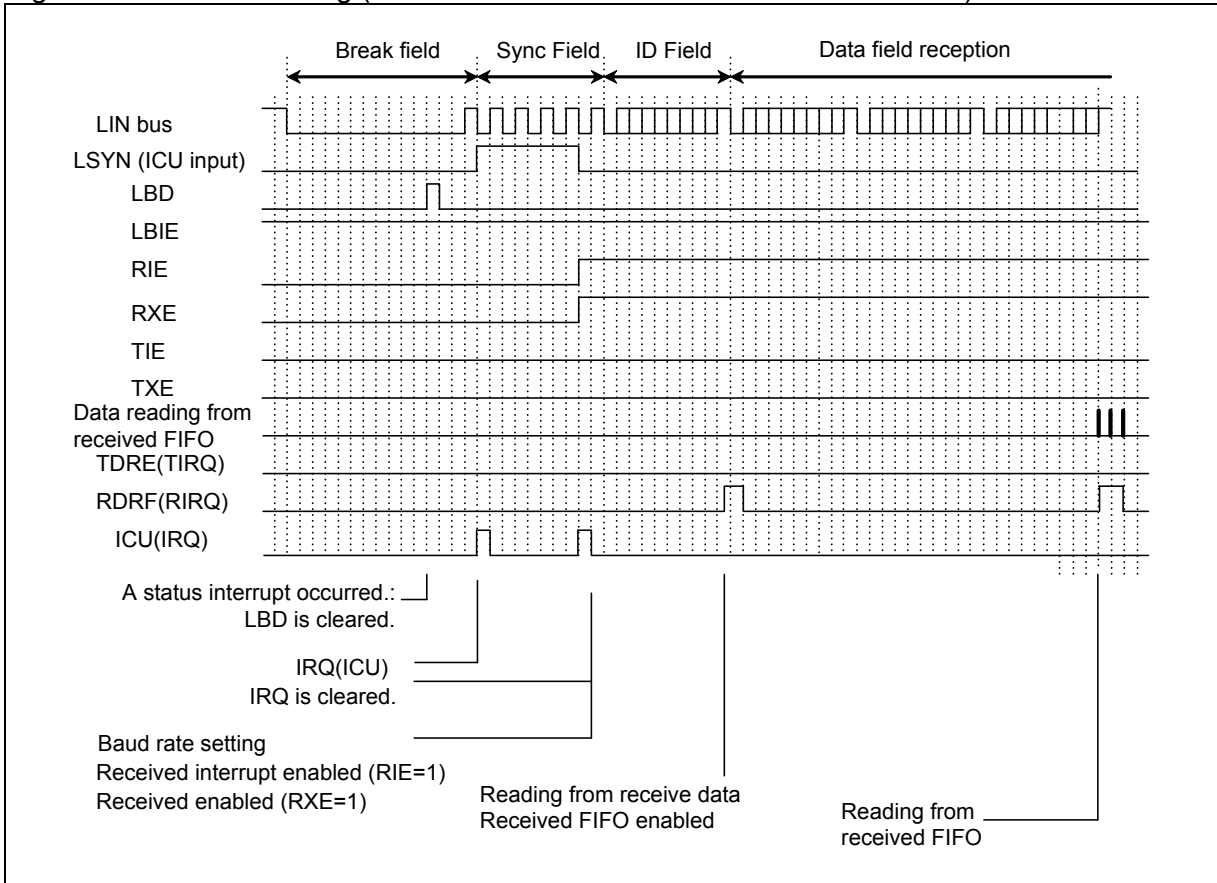 Break field
Sync Field
ID Field
Data field reception
LIN bus
LSYN (ICU input)
LBD
LBIE
RIE
RXE
TIE
TXE
Data reading from
received FIFO
TDRE(TIRQ)
RDRF(RIRQ)
ICU(IRQ)
A status interrupt occurred.:
LBD is cleared.
IRQ(ICU)
IRQ is cleared.
Baud rate setting
Received interrupt enabled (RIE=1)
Received enabled (RXE=1)
Reading from receive data
Received FIFO enabled
Reading from
received FIFO